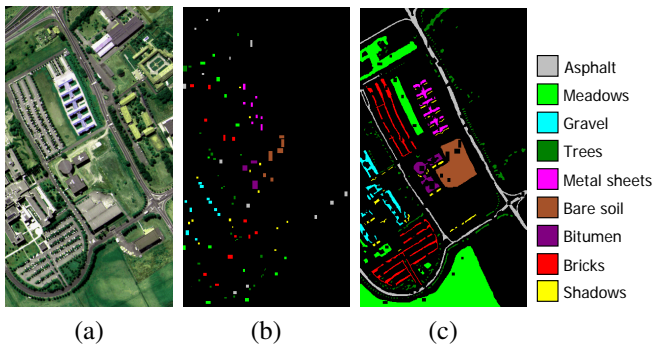 Asphalt
Meadows
Gravel
Trees
Metal sheets
Bare soil
Bitumen
Bricks
Shadows
(a)
(b)
(c)